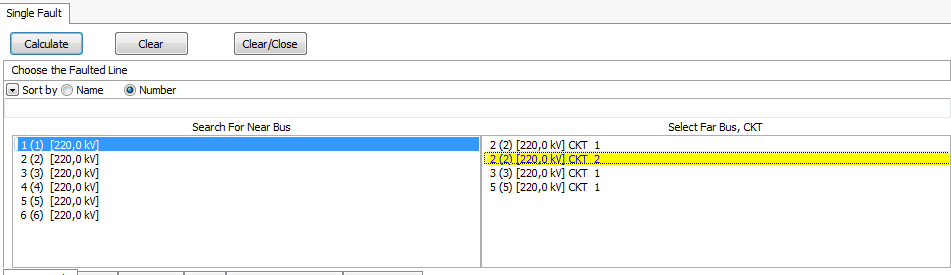 Single Fault
Calculate Clear Clear/Close
Choose the Faulted Line
Sort by Name Number
Search For Near Bus Select Far Bus, CKT
1 (1) [220,0 kV] 2 (2) [220,0 kV] CKT 1
2 (2) [220,0 kV] 2 (2) [220,0 kV] CKT 2
3 (3) [220,0 kV] 3 (3) [220,0 kV] CKT 1
4 (4) [220,0 kV] 5 (5) [220,0 kV] CKT 1
5 (5) [220,0 kV]
6 (6) [220,0 kV]